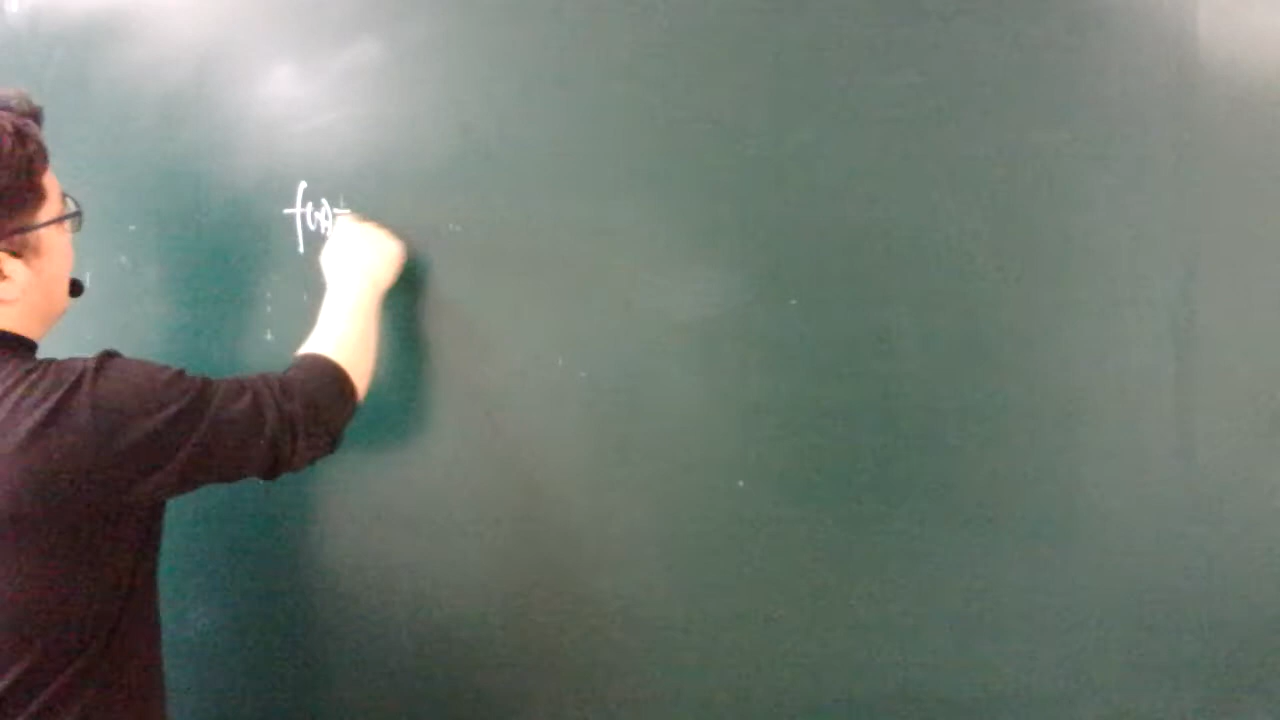 f(x) =